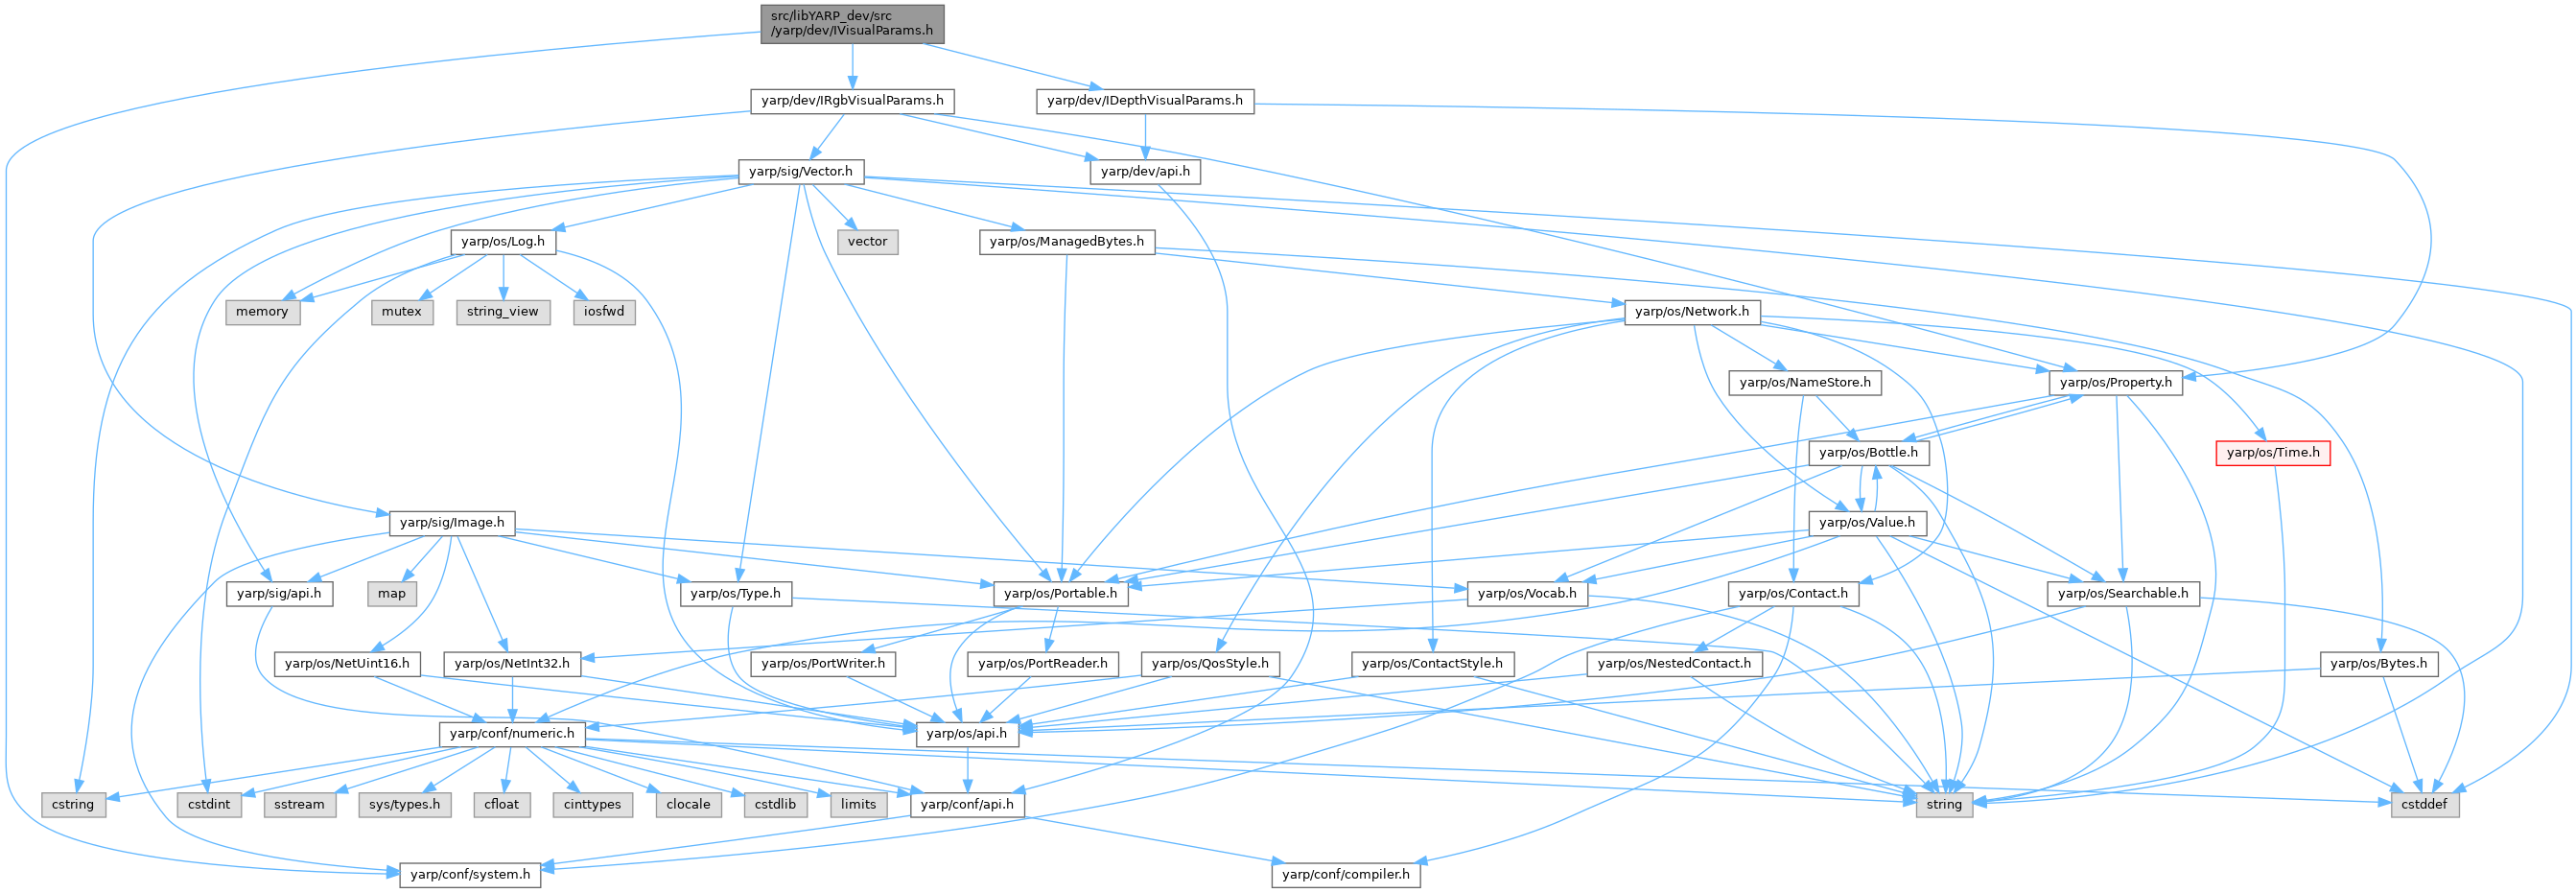 src/libYARP_dev/src
/yarp/dev/IVisualParams.h
yarp/dev/IRgbVisualParams.h
yarp/dev/IDepthVisualParams.h
yarp/sig/Vector.h
yarp/dev/api.h
yarp/os/Log.h
vector
yarp/os/ManagedBytes.h
memory
mutex
string_view
iosfwd
yarp/os/Network.h
yarp/os/NameStore.h
yarp/os/Property.h
yarp/os/Bottle.h
yarp/os/Time.h
yarp/sig/Image.h
yarp/os/Value.h
yarp/sig/api.h
map
yarp/os/Type.h
yarp/os/Portable.h
yarp/os/Vocab.h
yarp/os/Contact.h
yarp/os/Searchable.h
yarp/os/NetUint16.h
yarp/os/NetInt32.h
yarp/os/PortWriter.h
yarp/os/PortReader.h
yarp/os/QosStyle.h
yarp/os/ContactStyle.h
yarp/os/NestedContact.h
yarp/os/Bytes.h
yarp/conf/numeric.h
yarp/os/api.h
cstring
cstdint
sstream
sys/types.h
cfloat
cinttypes
clocale
cstdlib
limits
yarp/conf/api.h
string
cstddef
yarp/conf/system.h
yarp/conf/compiler.h